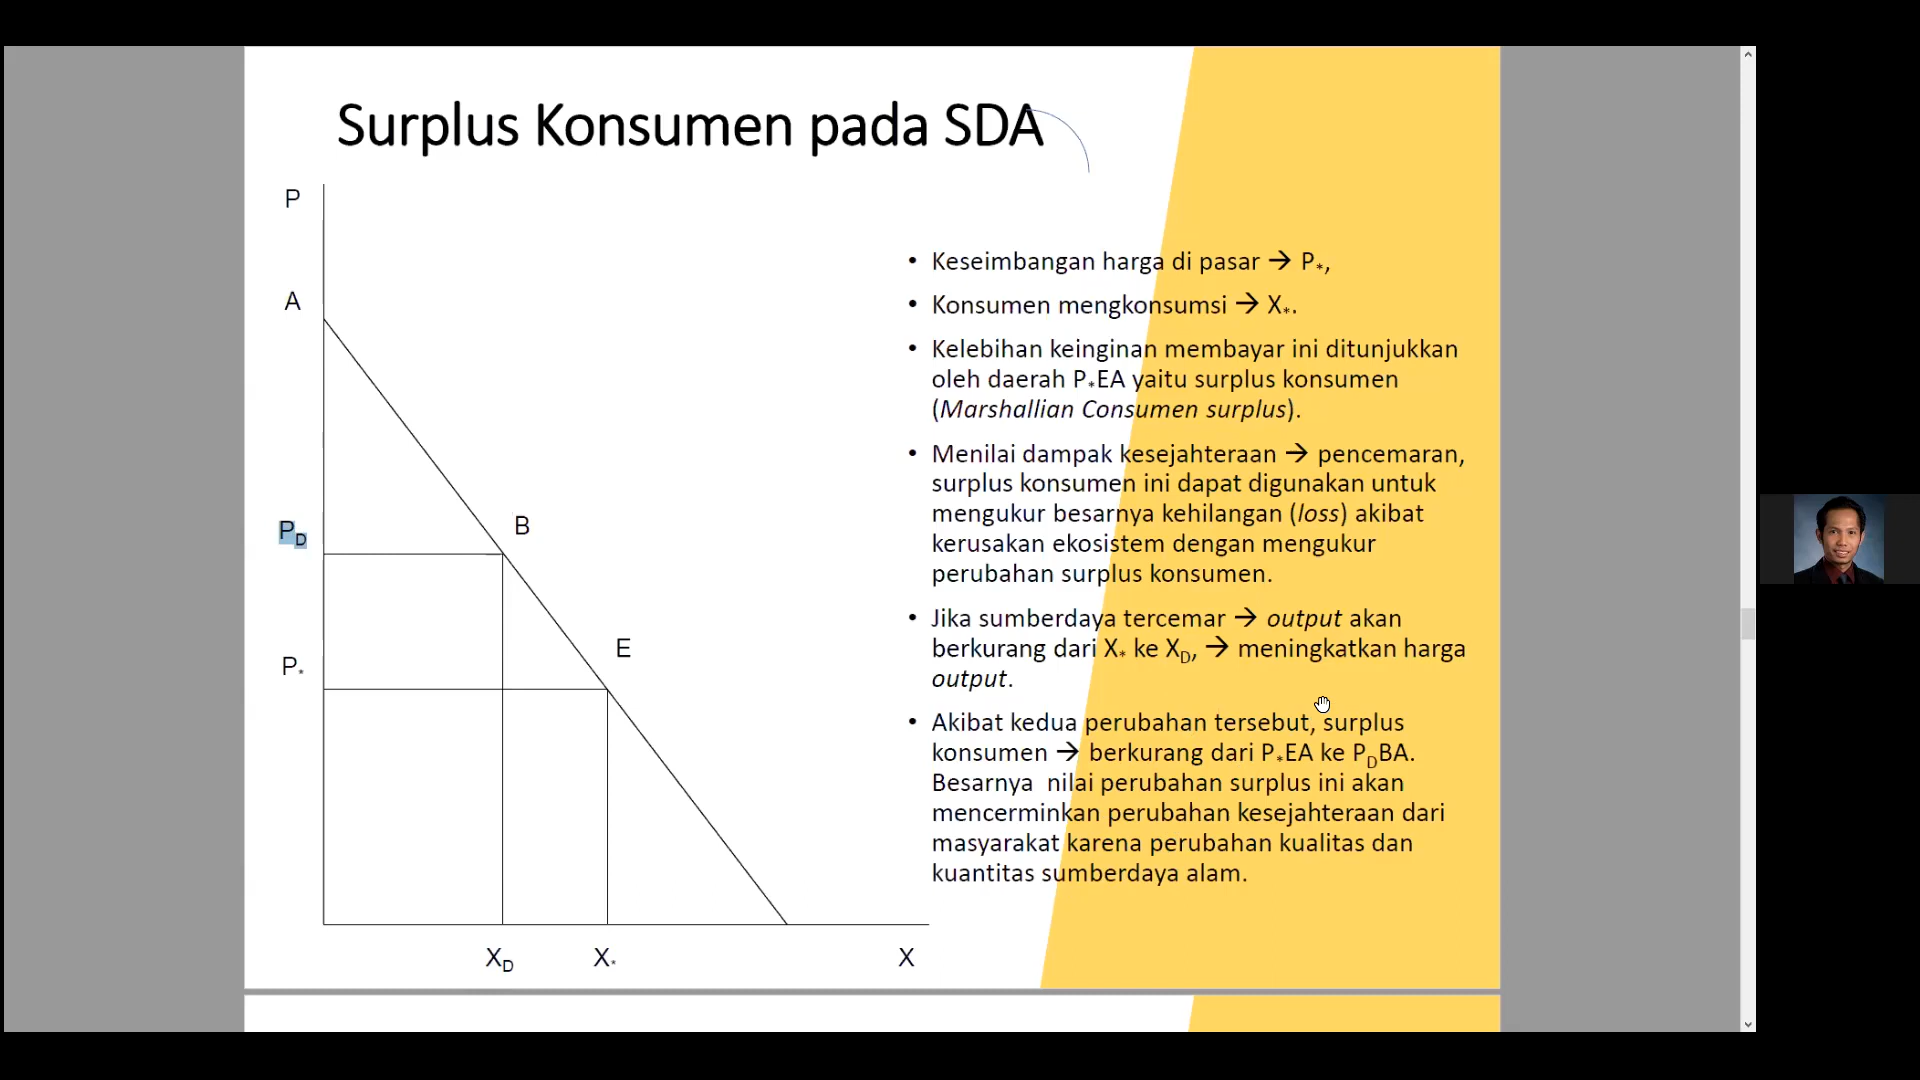 Surplus Konsumen pada SDA
P
A
P_D
B
E
P*
X_D
X*
X
• Keseimbangan harga di pasar → P*,
• Konsumen mengkonsumsi → X*.
• Kelebihan keinginan membayar ini ditunjukkan
oleh daerah P*EA yaitu surplus konsumen
(Marshallian Consumen surplus).
• Menilai dampak kesejahteraan → pencemaran,
surplus konsumen ini dapat digunakan untuk
mengukur besarnya kehilangan (loss) akibat
kerusakan ekosistem dengan mengukur
perubahan surplus konsumen.
• Jika sumberdaya tercemar → output akan
berkurang dari X* ke X_D, → meningkatkan harga
output.
• Akibat kedua perubahan tersebut, surplus
konsumen → berkurang dari P*EA ke P_DBA.
Besarnya  nilai perubahan surplus ini akan
mencerminkan perubahan kesejahteraan dari
masyarakat karena perubahan kualitas dan
kuantitas sumberdaya alam.